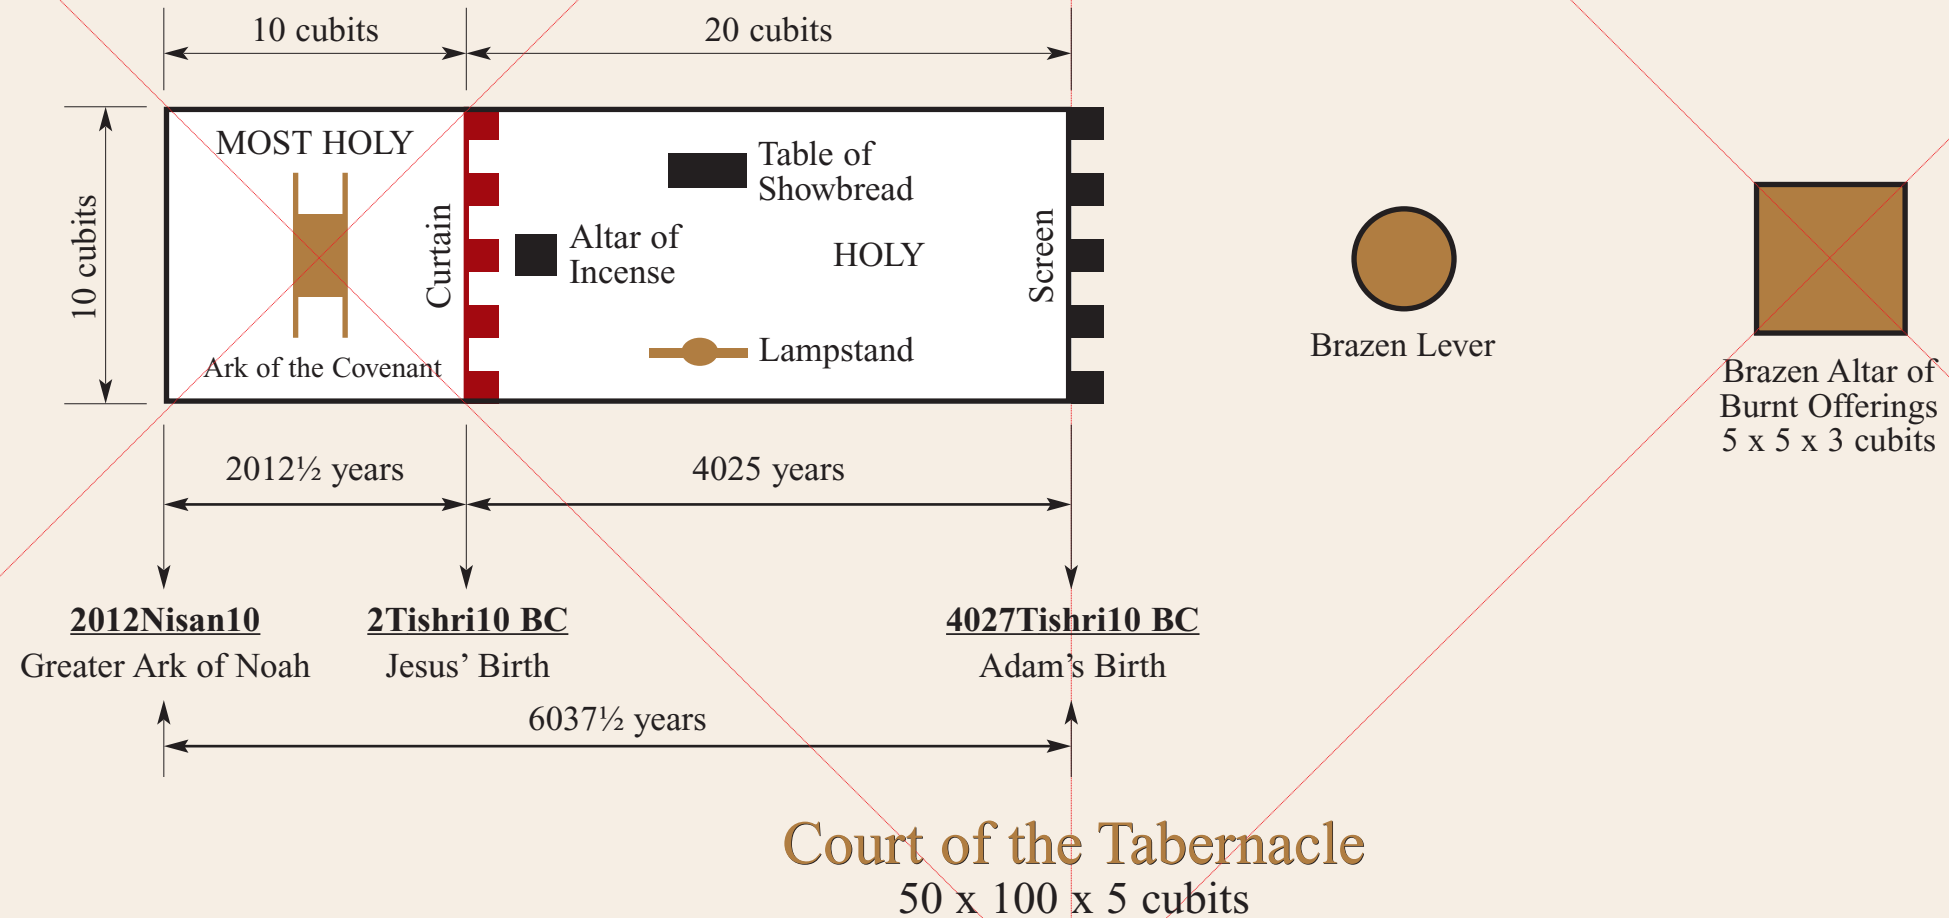 10 cubits
20 cubits
10 cubits
MOST HOLY
Ark of the Covenant
Curtain
Table of
Showbread
Altar of
Incense
HOLY
Lampstand
Screen
Brazen Lever
Brazen Altar of
Burnt Offerings
5 x 5 x 3 cubits
2012½ years
4025 years
2012Nisan10
Greater Ark of Noah
2Tishri10 BC
Jesus’ Birth
4027Tishri10 BC
Adam’s Birth
6037½ years
Court of the Tabernacle
50 x 100 x 5 cubits